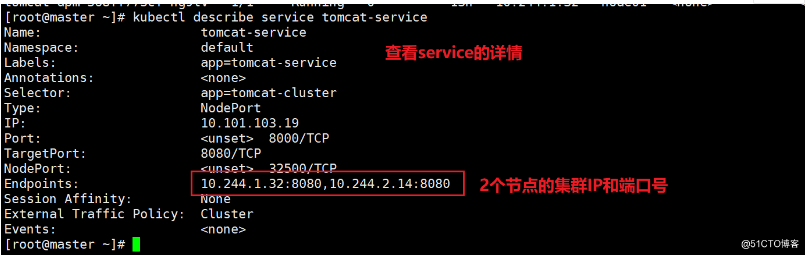 [root@master ~]# kubectl describe service tomcat-service
Name: tomcat-service
Namespace: default
查看service的详情
Labels: app=tomcat-service
Annotations: <none>
Selector: app=tomcat-cluster
Type: NodePort
IP: 10.101.103.19
Port: <unset> 8000/TCP
TargetPort: 8080/TCP
NodePort: <unset> 32500/TCP
Endpoints: 10.244.1.32:8080,10.244.2.14:8080
2个节点的集群IP和端口号
Session Affinity: None
External Traffic Policy: Cluster
Events: <none>
[root@master ~]#
@51CTO博客